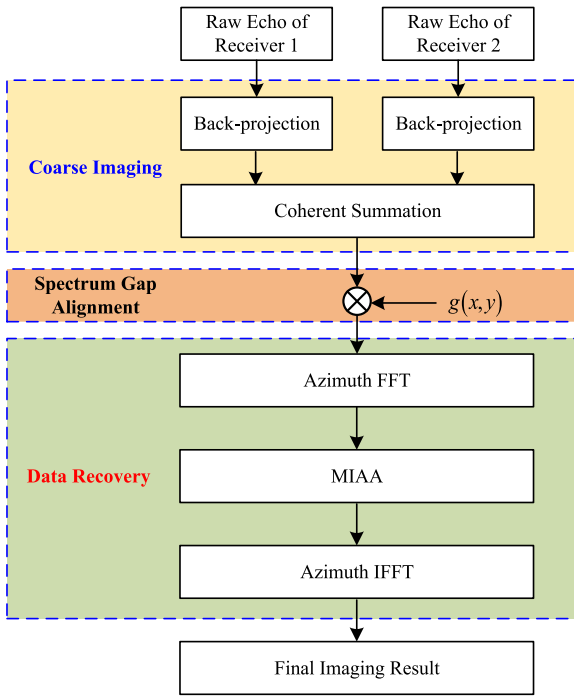 Raw Echo of
Receiver 1
Raw Echo of
Receiver 2
Back-projection
Back-projection
Coarse Imaging
Coherent Summation
Spectrum Gap
Alignment
g(x,y)
Azimuth FFT
Data Recovery
MIAA
Azimuth IFFT
Final Imaging Result